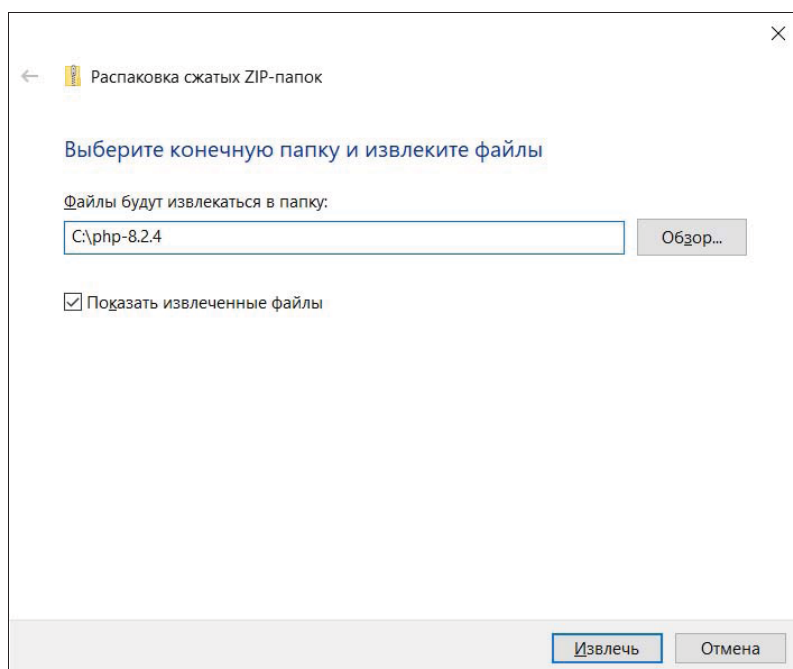 Распаковка сжатых ZIP-папок
Выберите конечную папку и извлеките файлы
Файлы будут извлекаться в папку:
C:\php-8.2.4
Обзор...
Показать извлеченные файлы
Извлечь
Отмена